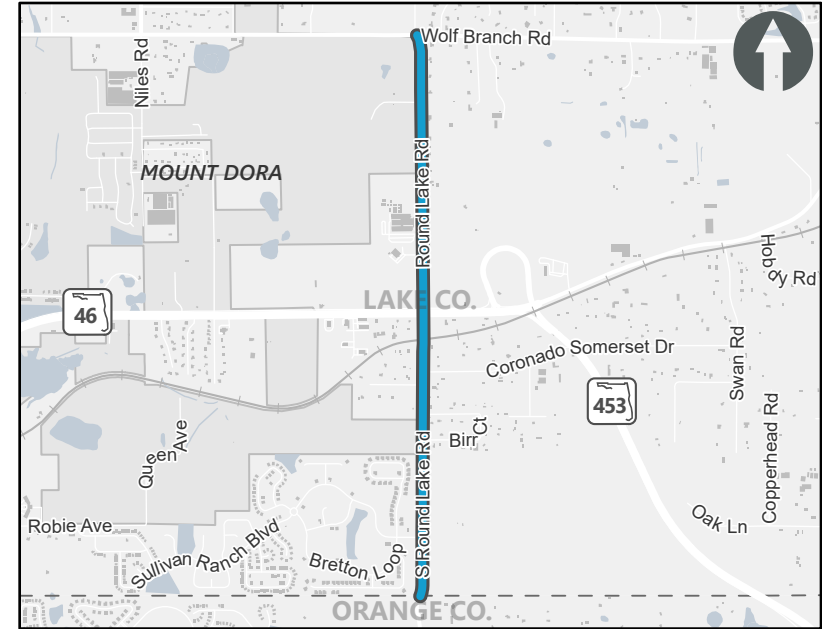 Wolf Branch Rd
Niles Rd
MOUNT DORA
Round Lake Rd
Hobdy Rd
LAKE CO.
46
Coronado Somerset Dr
Swan Rd
453
Copperhead Rd
Birr Ct
Queen Ave
S Round Lake Rd
Oak Ln
Robie Ave
Sullivan Ranch Blvd
Bretton Loop
ORANGE CO.